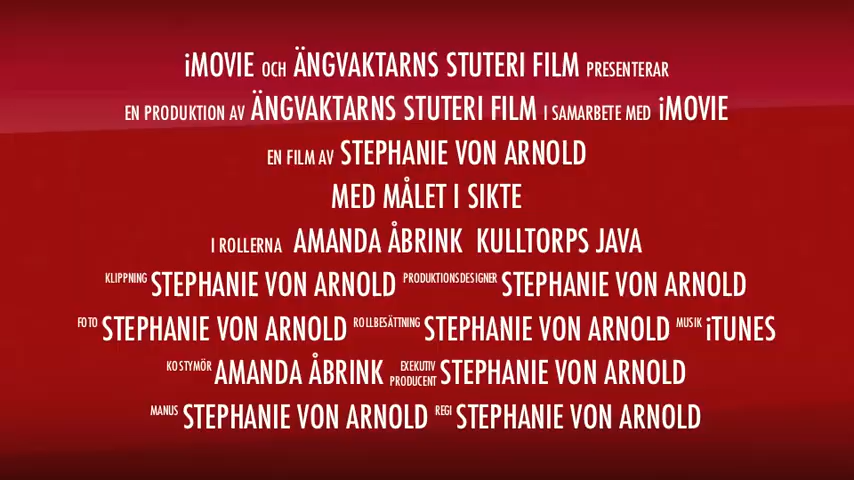 iMOVIE OCH ÄNGVAKTARNS STUTERI FILM PRESENTERAR
EN PRODUKTION AV ÄNGVAKTARNS STUTERI FILM I SAMARBETE MED iMOVIE
EN FILM AV STEPHANIE VON ARNOLD
MED MÅLET I SIKTE
I ROLLERNA AMANDA ÅBRINK KULLTORPS JAVA
KLIPPNING STEPHANIE VON ARNOLD PRODUKTIONSDESIGNER STEPHANIE VON ARNOLD
FOTO STEPHANIE VON ARNOLD ROLLBESÄTTNING STEPHANIE VON ARNOLD MUSIK iTUNES
KOSTYMÖR AMANDA ÅBRINK EXEKUTIV PRODUCENT STEPHANIE VON ARNOLD
MANUS STEPHANIE VON ARNOLD REGI STEPHANIE VON ARNOLD